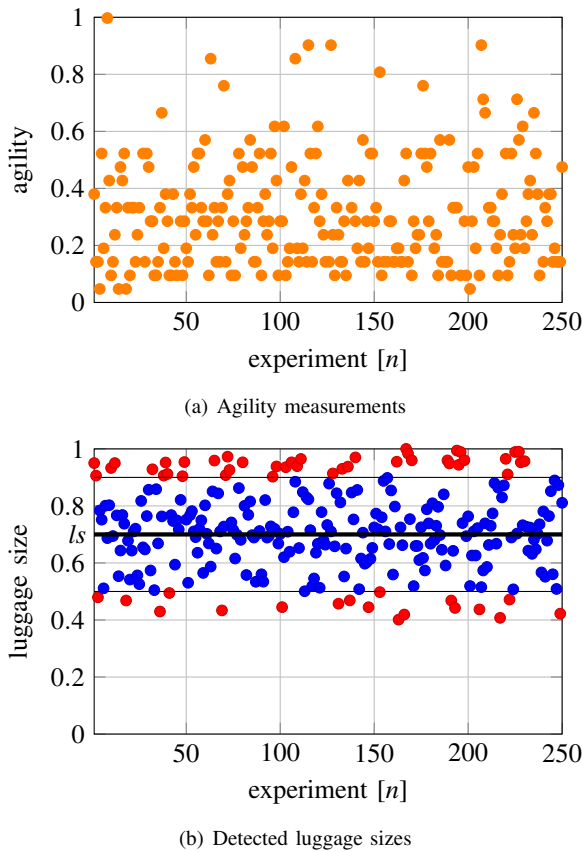 1
0.8
0.6
0.4
0.2
0
agility
50 100 150 200 250
experiment [n]
(a) Agility measurements
1
0.8
ls
0.6
0.4
0.2
0
luggage size
50 100 150 200 250
experiment [n]
(b) Detected luggage sizes